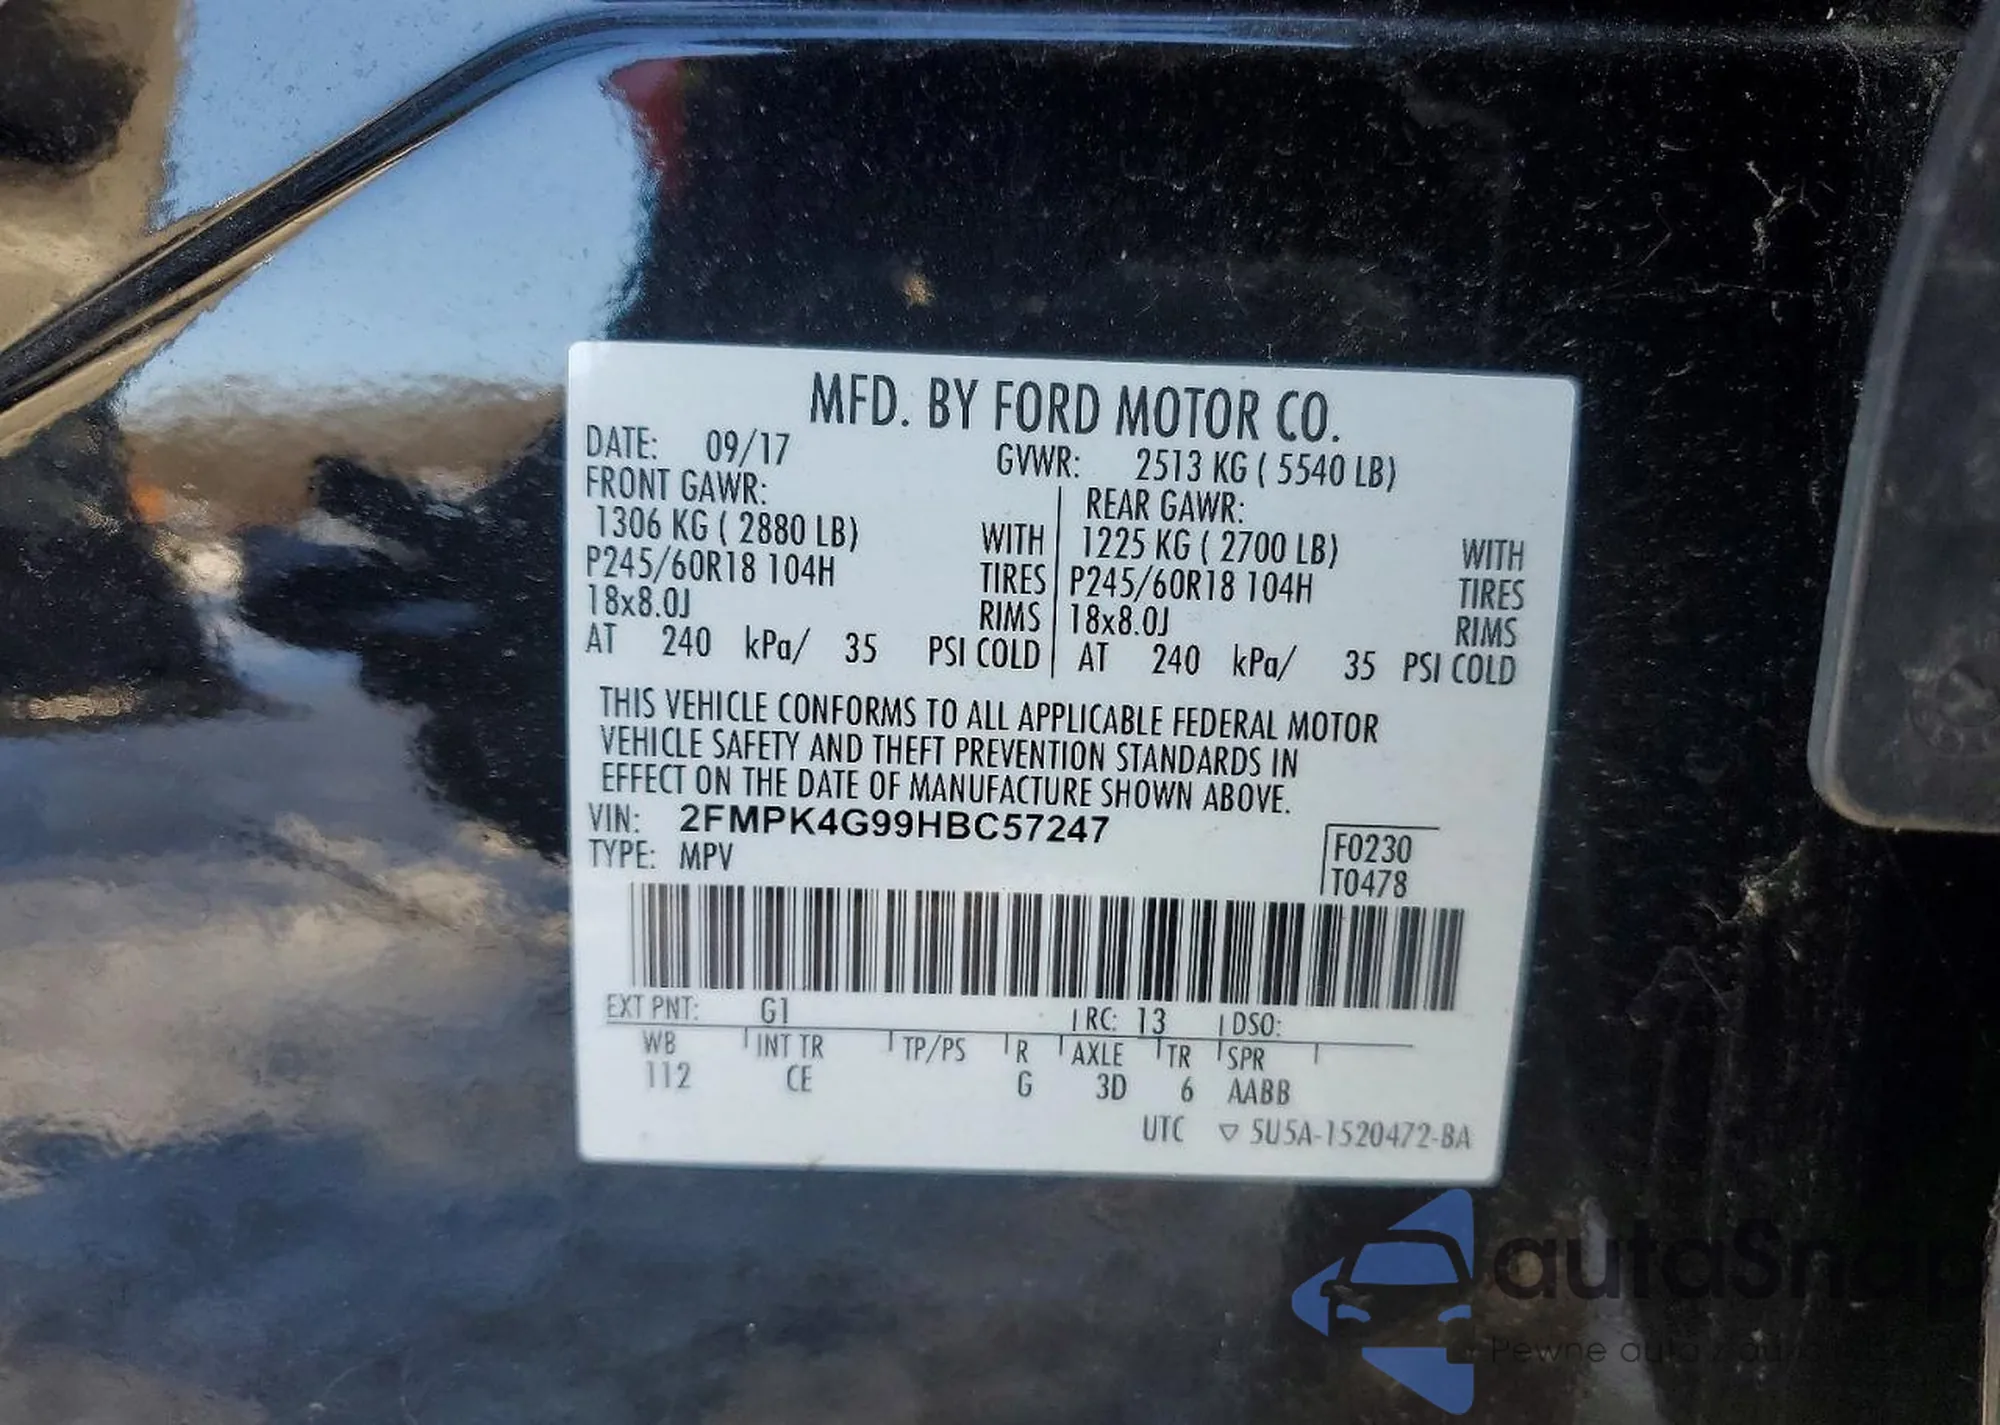 MFD. BY FORD MOTOR CO.
DATE: 09/17 GVWR: 2513 KG ( 5540 LB)
FRONT GAWR: REAR GAWR:
1306 KG ( 2880 LB) WITH 1225 KG ( 2700 LB) WITH
P245/60R18 104H TIRES P245/60R18 104H TIRES
18x8.0J RIMS 18x8.0J RIMS
AT 240 kPa/ 35 PSI COLD AT 240 kPa/ 35 PSI COLD
THIS VEHICLE CONFORMS TO ALL APPLICABLE FEDERAL MOTOR
VEHICLE SAFETY AND THEFT PREVENTION STANDARDS IN
EFFECT ON THE DATE OF MANUFACTURE SHOWN ABOVE.
VIN: 2FMPK4G99HBC57247
TYPE: MPV
F0230
T0478
EXT PNT: G1 RC: 13 DSO:
WB INT TR TP/PS R AXLE TR SPR
112 CE G 3D 6 AABB
UTC ▽ 5U5A-1520472-BA
autaSnap
Pewne auta z